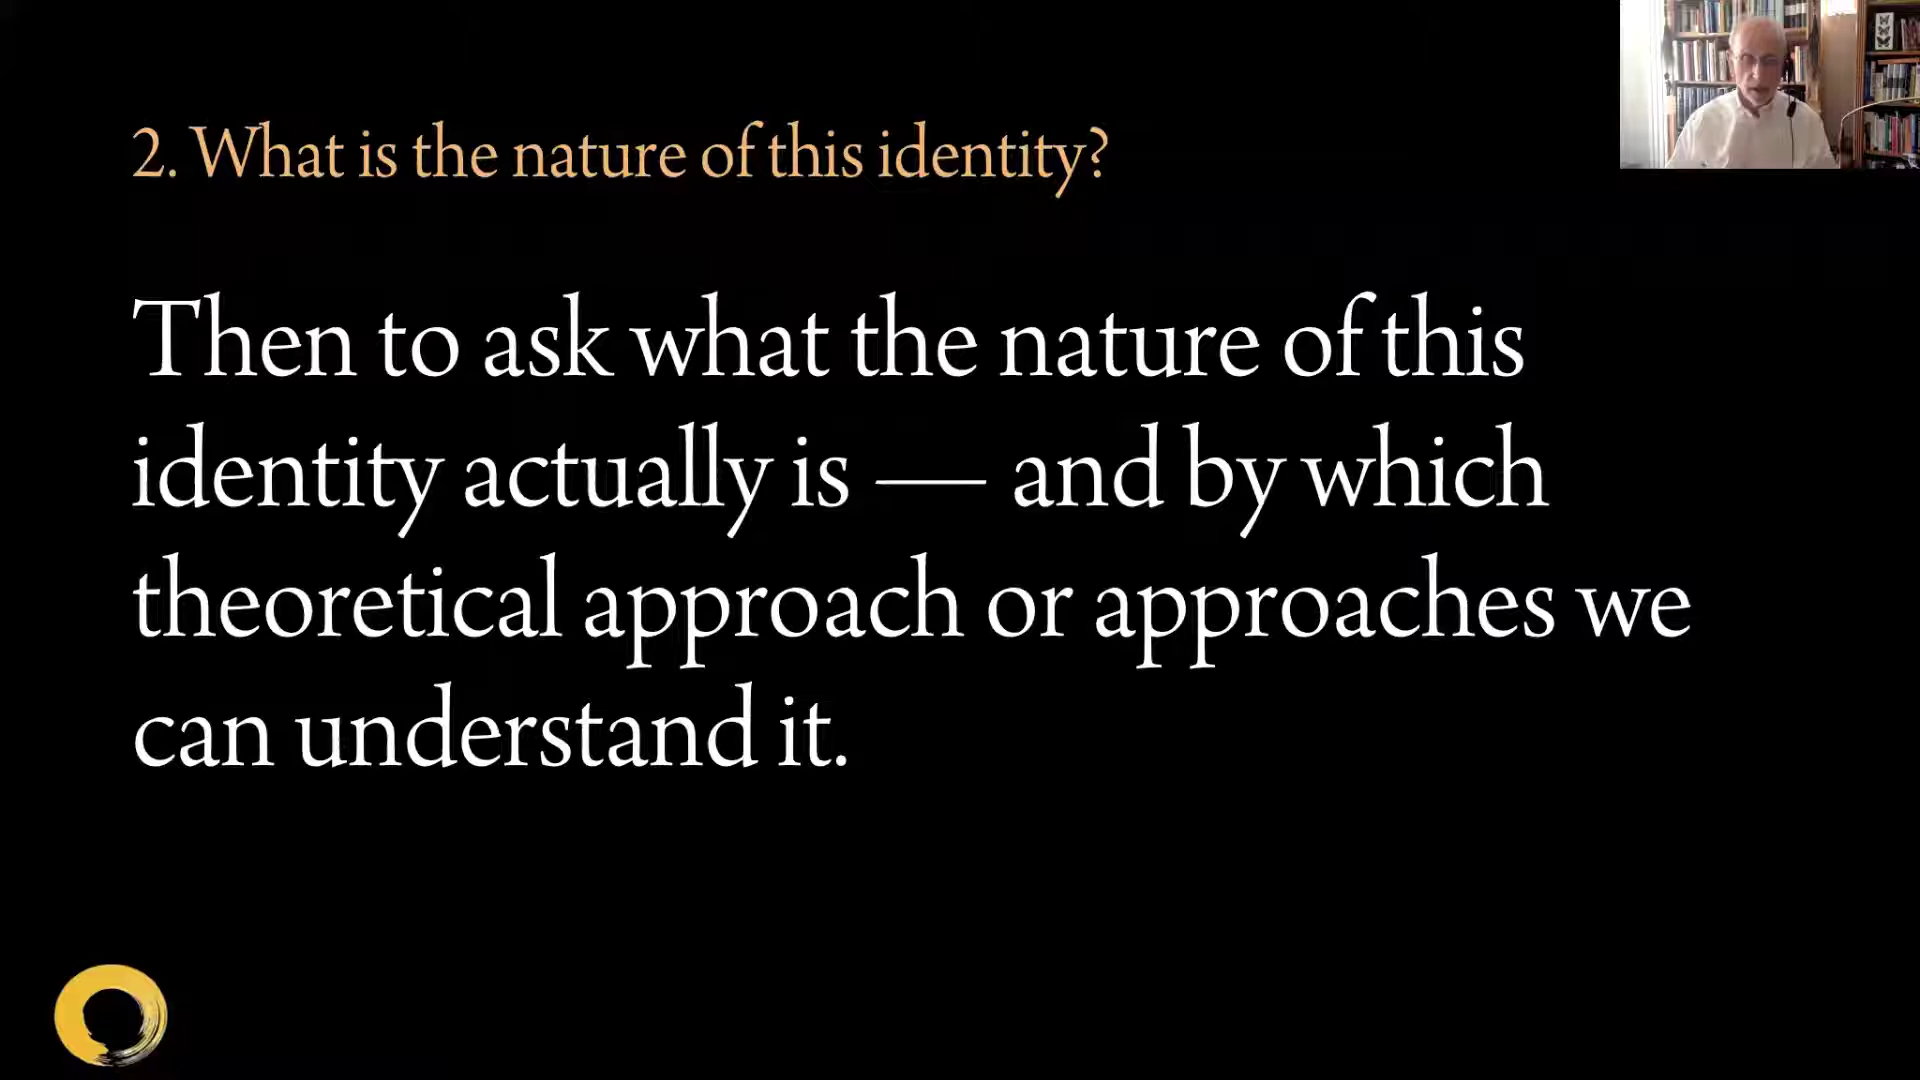 2. What is the nature of this identity?
Then to ask what the nature of this
identity actually is — and by which
theoretical approach or approaches we
can understand it.